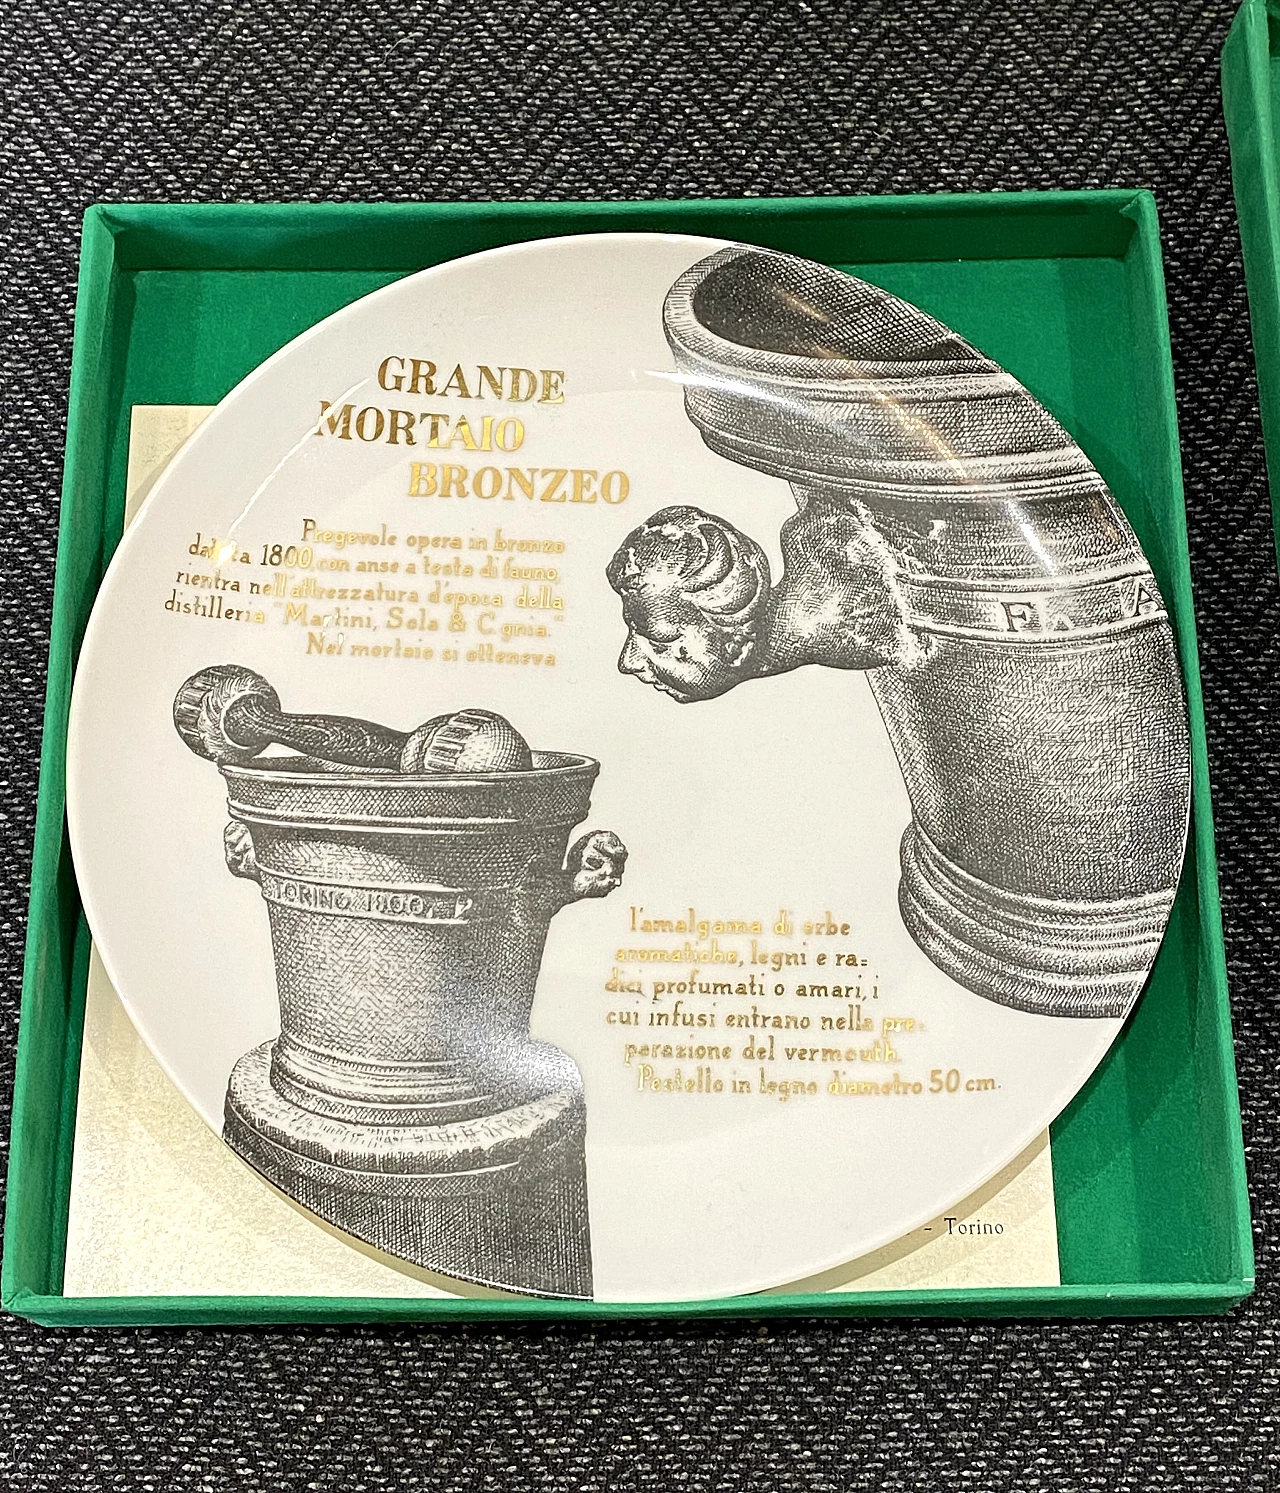 GRANDE
MORTAIO
BRONZEO
Pregevole opera in bronzo
datata 1800 con anse a testa di fauno,
rientra nell'attrezzatura d'epoca della
distilleria "Martini, Sola & C.gnia."
Nel mortaio si otteneva
TORINO 1800
F. A
l'amalgama di erbe
aromatiche, legni e ra=
dici profumati o amari, i
cui infusi entrano nella pre=
parazione del vermouth.
Pestello in legno diametro 50 cm.
- Torino